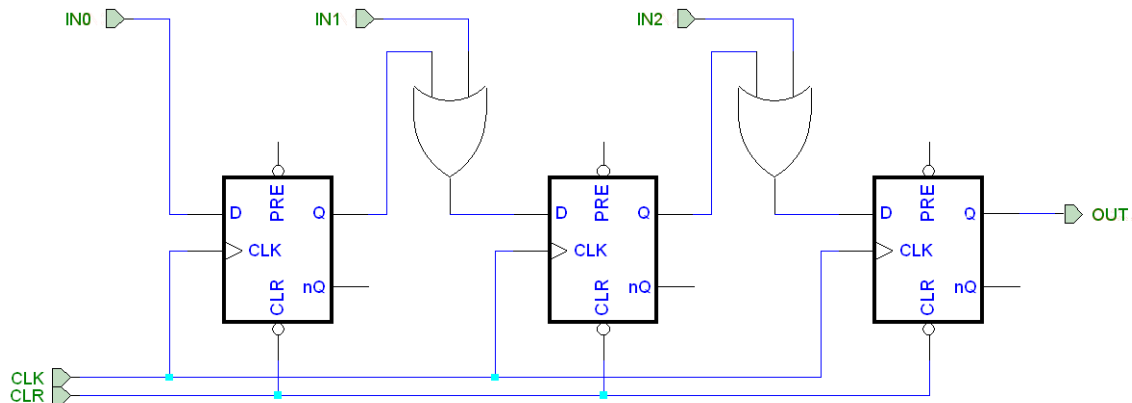 IN0
IN1
IN2
PRE
PRE
PRE
D
Q
D
Q
D
Q
OUT
CLK
CLK
CLK
CLR
nQ
CLR
nQ
CLR
nQ
CLK
CLR